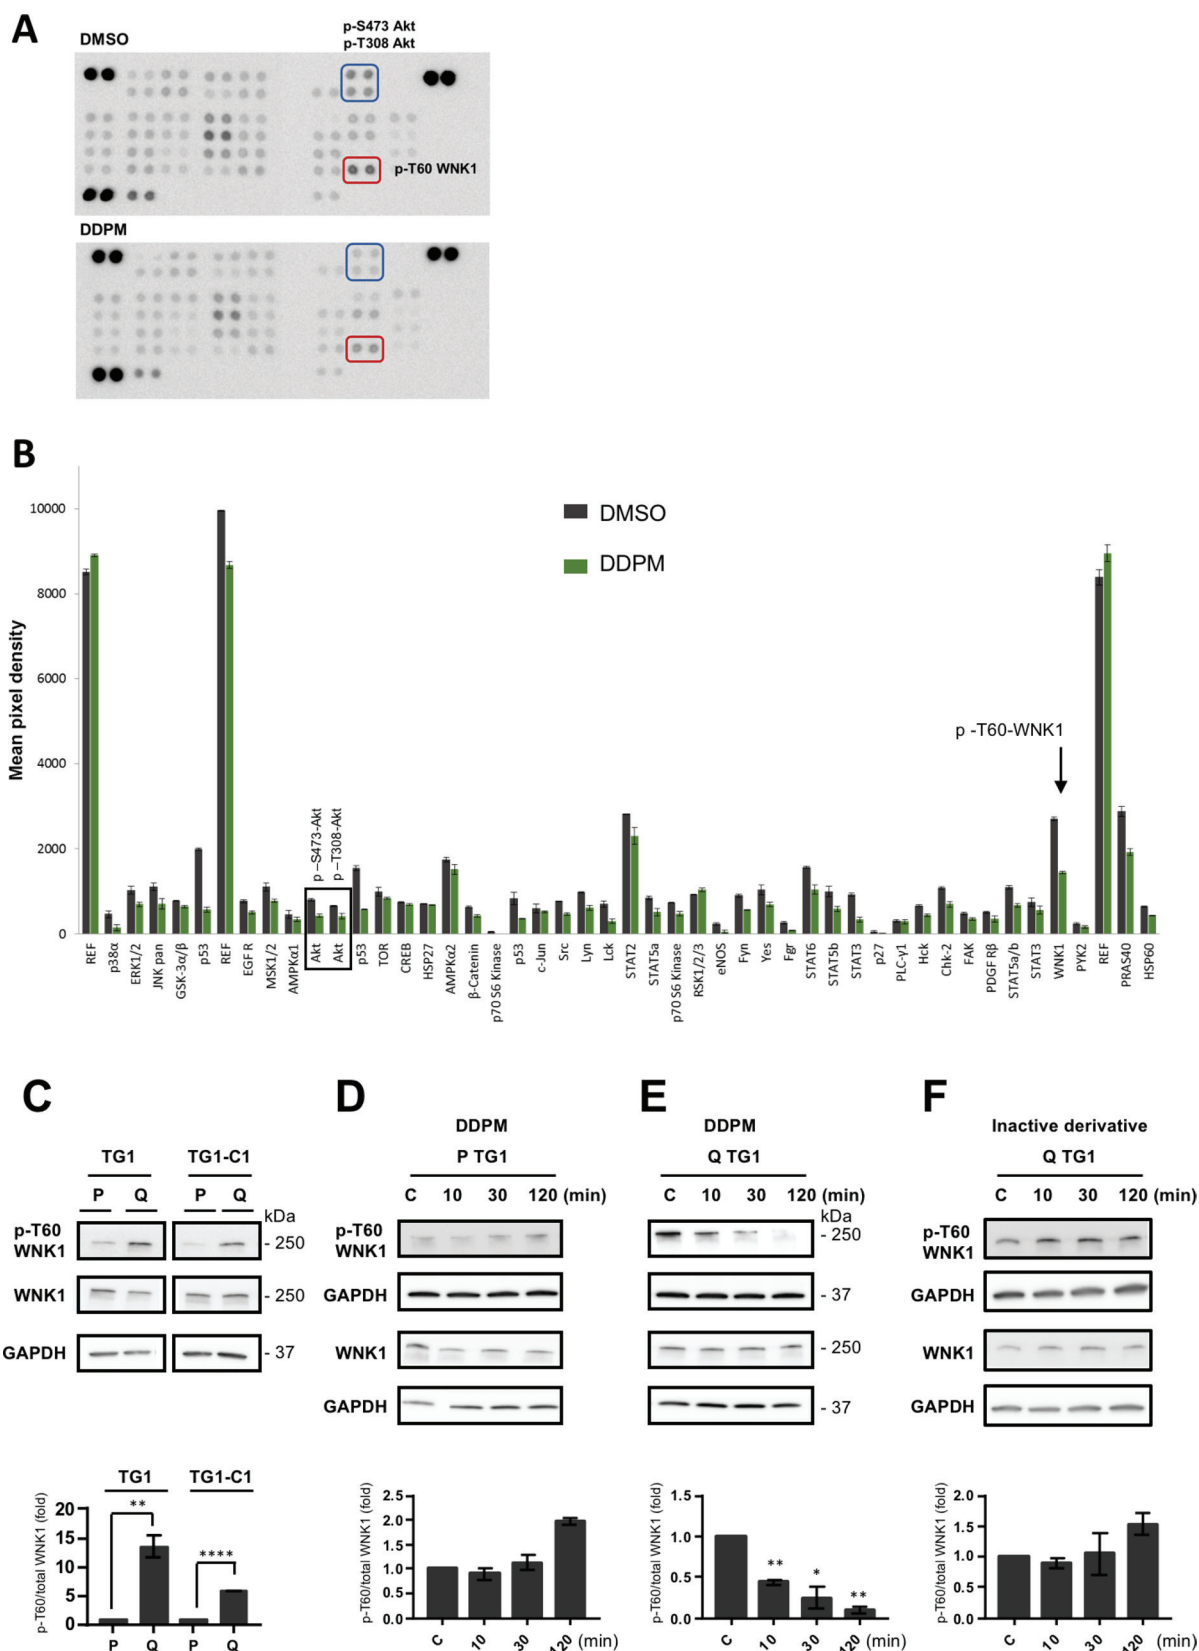 A
p-S473 Akt
p-T308 Akt
DMSO
p-T60 WNK1
DDPM
B
DMSO
DDPM
Mean pixel density
10000
8000
6000
4000
2000
0
p -T60-WNK1
p –S473-Akt
p –T308-Akt
REF
p38α
ERK1/2
JNK pan
GSK-3α/β
p53
REF
EGF R
MSK1/2
AMPKα1
Akt
Akt
p53
TOR
CREB
HSP27
AMPKα2
β-Catenin
p70 S6 Kinase
p53
c-Jun
Src
Lyn
Lck
STAT2
STAT5a
p70 S6 Kinase
RSK1/2/3
eNOS
Fyn
Yes
Fgr
STAT6
STAT5b
STAT3
p27
PLC-γ1
Hck
Chk-2
FAK
PDGF Rβ
STAT5a/b
STAT3
WNK1
PYK2
REF
PRAS40
HSP60
C
TG1 TG1-C1
P Q P Q
kDa
p-T60
WNK1
- 250
WNK1
- 250
GAPDH
- 37
TG1 TG1-C1
p-T60/total WNK1 (fold)
20
15
10
5
0
** ****
P Q P Q
D
DDPM
P TG1
C 10 30 120 (min)
p-T60
WNK1
GAPDH
WNK1
GAPDH
p-T60/total WNK1 (fold)
2.5
2.0
1.5
1.0
0.5
0.0
C 10 30 120 (min)
E
DDPM
Q TG1
C 10 30 120 (min)
kDa
- 250
- 37
- 250
- 37
p-T60/total WNK1 (fold)
1.5
1.0
0.5
0.0
** * **
C 10 30 120 (min)
F
Inactive derivative
Q TG1
C 10 30 120 (min)
p-T60
WNK1
GAPDH
WNK1
GAPDH
p-T60/total WNK1 (fold)
2.0
1.5
1.0
0.5
0.0
C 10 30 120 (min)